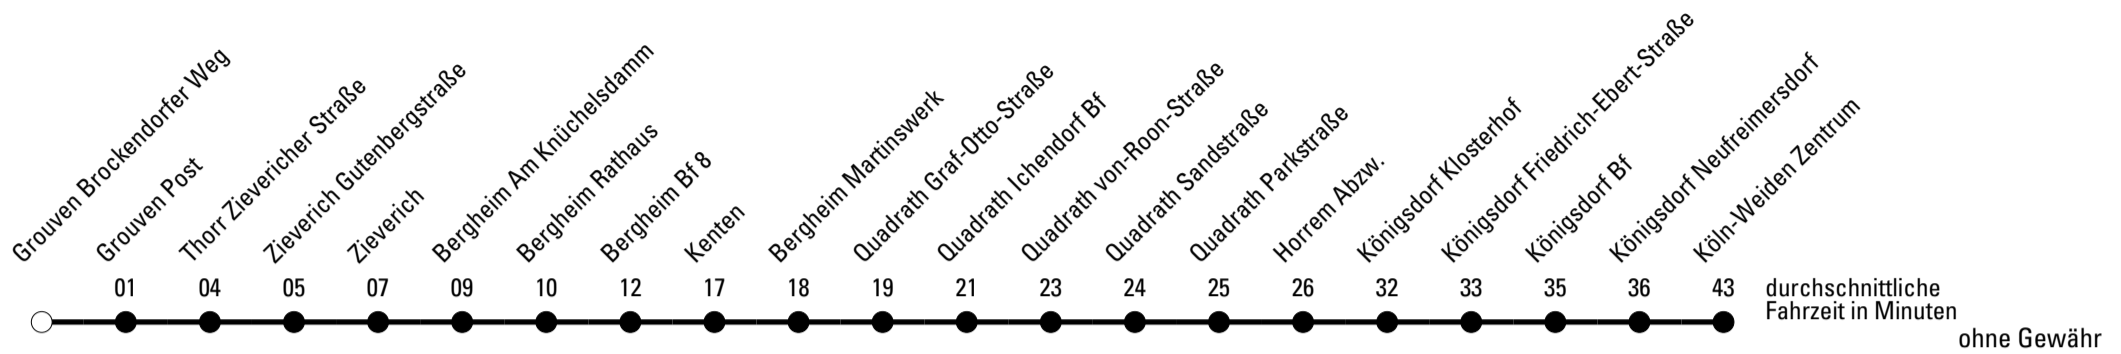 Grouven Brockendorfer Weg
Grouven Post
Thorr Zievericher Straße
Zieverich Gutenbergstraße
Zieverich
Bergheim Am Knüchelsdamm
Bergheim Rathaus
Bergheim Bf 8
Kenten
Bergheim Martinswerk
Quadrath Graf-Otto-Straße
Quadrath Ichendorf Bf
Quadrath von-Roon-Straße
Quadrath Sandstraße
Quadrath Parkstraße
Horrem Abzw.
Königsdorf Klosterhof
Königsdorf Friedrich-Ebert-Straße
Königsdorf Bf
Königsdorf Neufreimersdorf
Köln-Weiden Zentrum
01 04 05 07 09 10 12 17 18 19 21 23 24 25 26 32 33 35 36 43
durchschnittliche
Fahrzeit in Minuten
ohne Gewähr